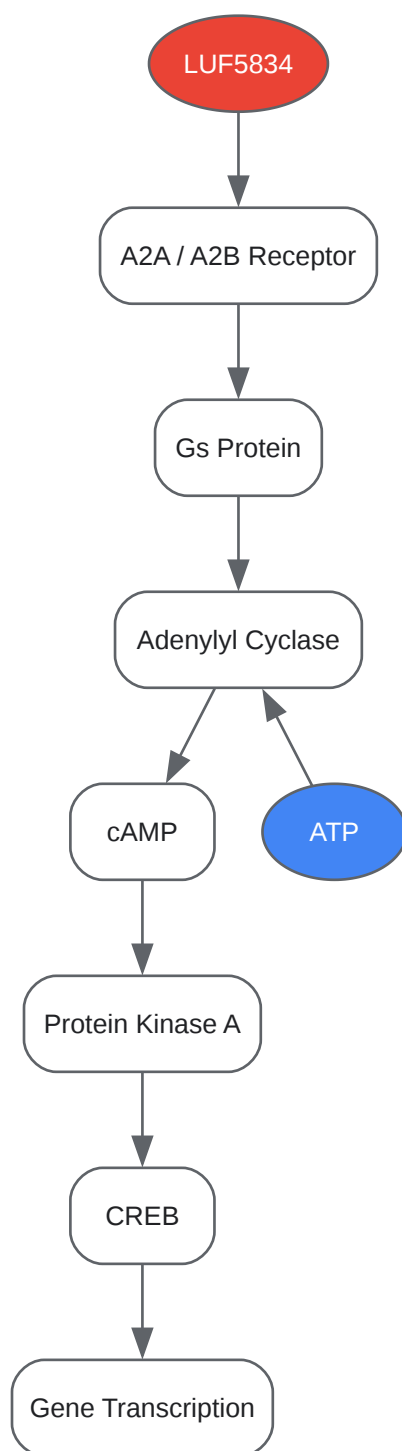 LUF5834
A2A / A2B Receptor
Gs Protein
Adenylyl Cyclase
cAMP
ATP
Protein Kinase A
CREB
Gene Transcription